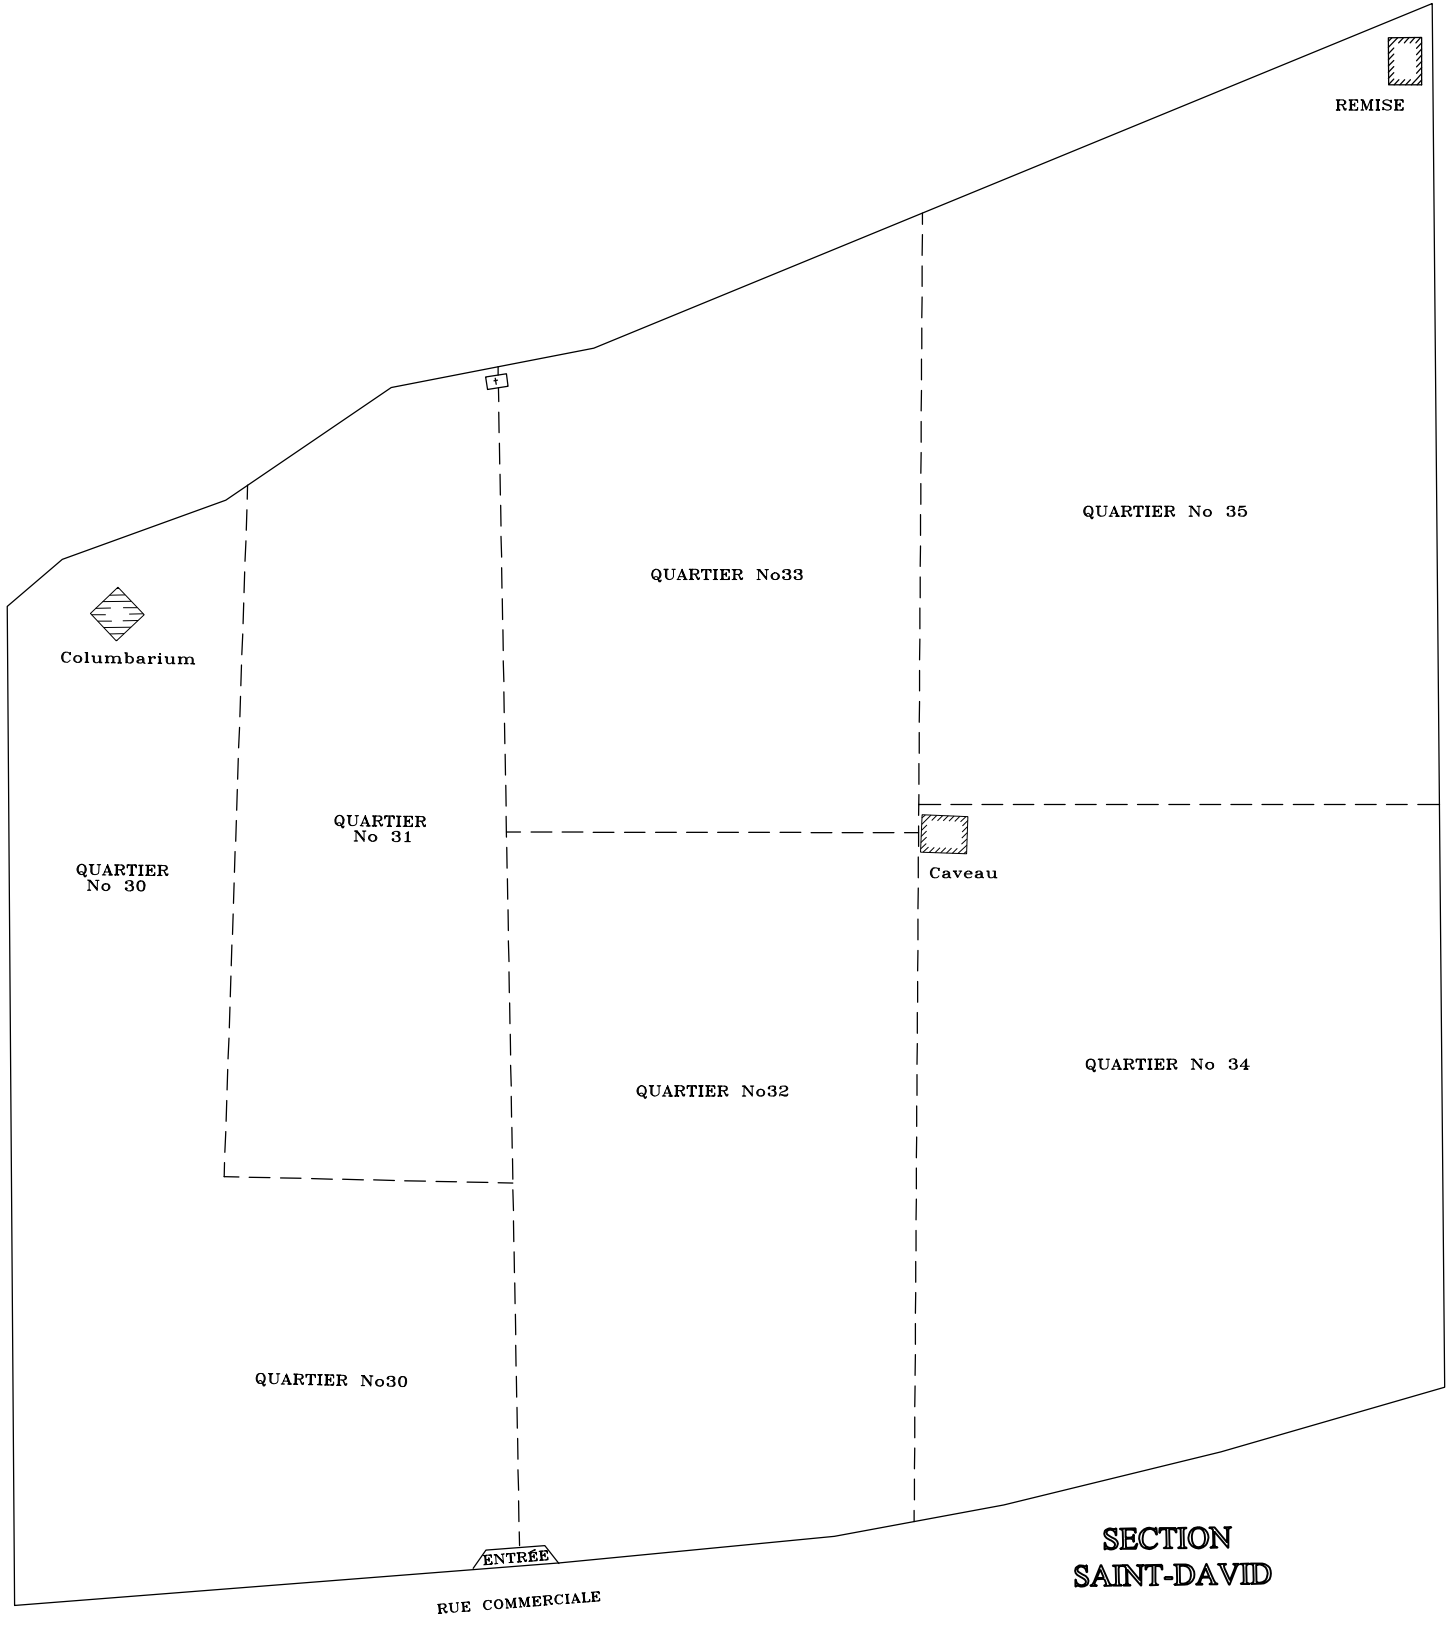 REMISE
QUARTIER No 35
QUARTIER No33
Columbarium
QUARTIER
No 31
QUARTIER
No 30
Caveau
QUARTIER No 34
QUARTIER No32
QUARTIER No30
ENTRÉE
RUE COMMERCIALE
SECTION
SAINT-DAVID